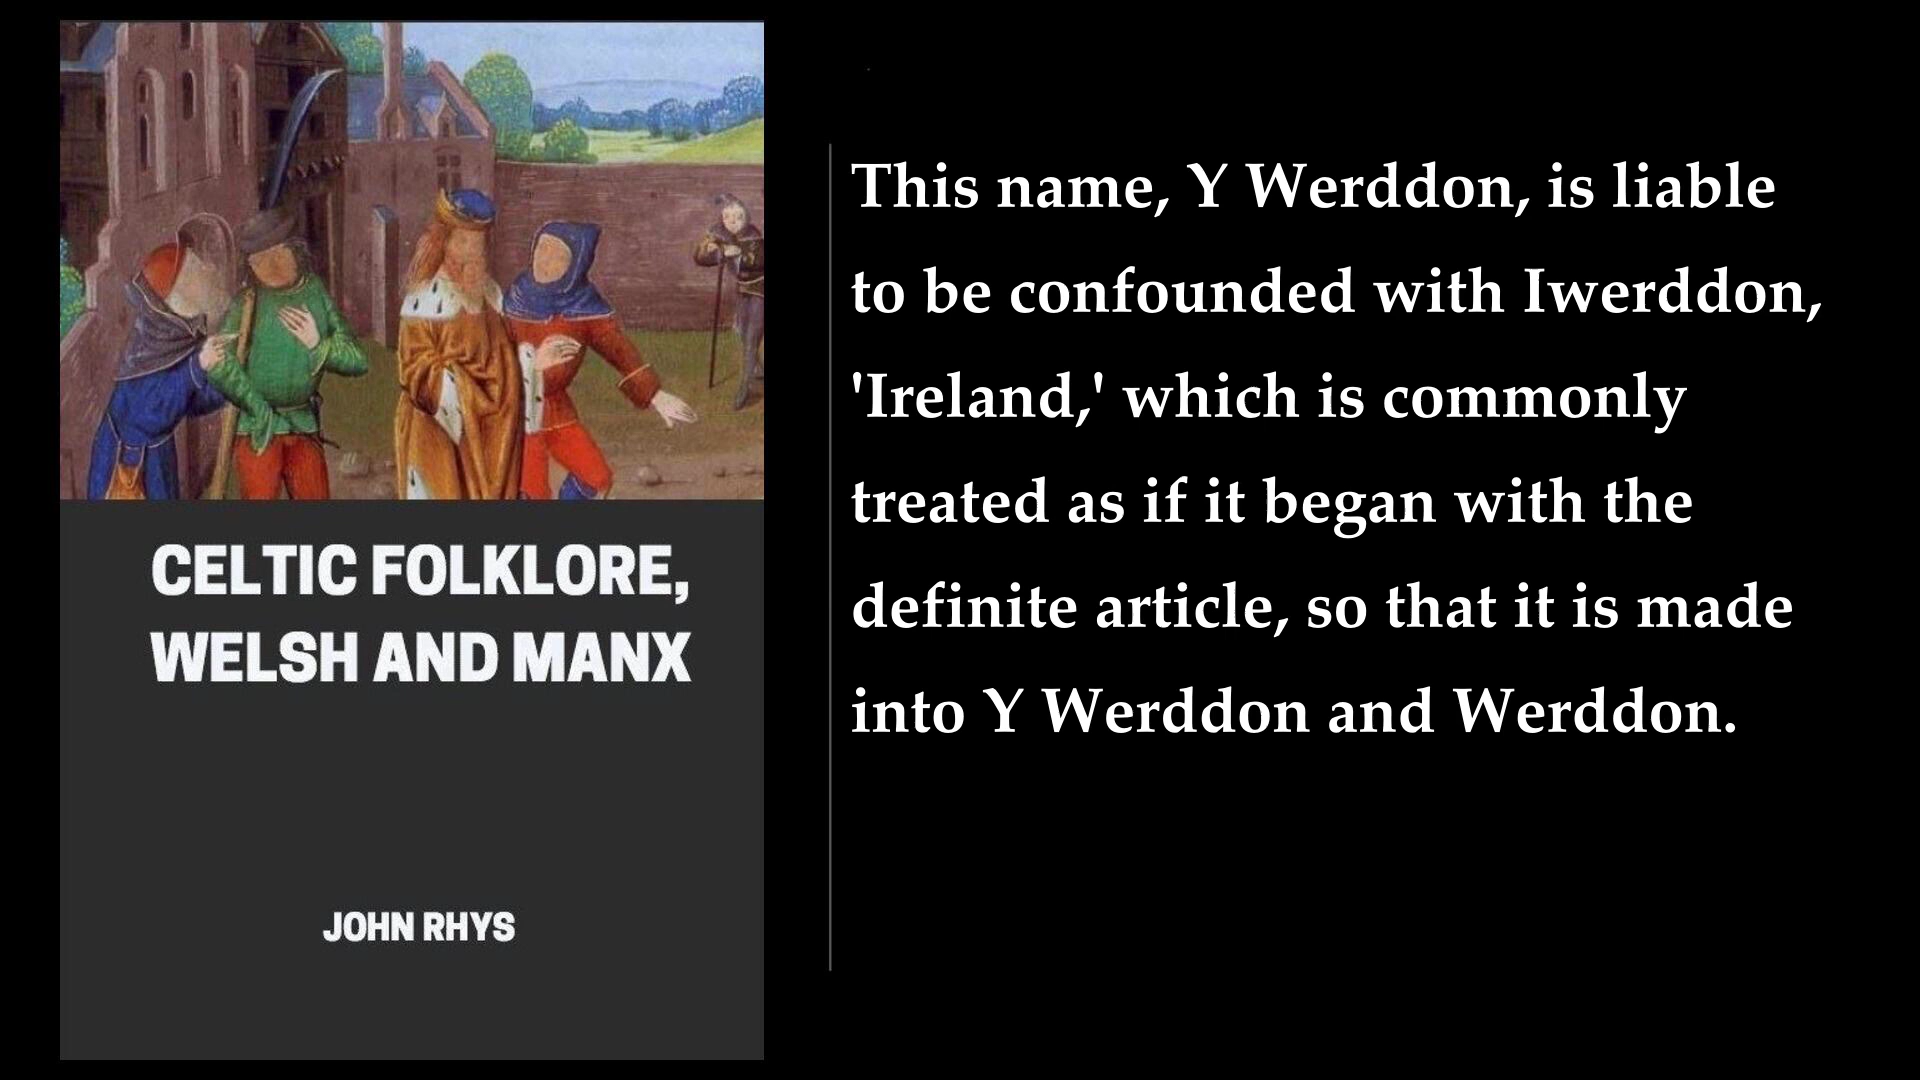 CELTIC FOLKLORE,
WELSH AND MANX
JOHN RHYS
This name, Y Werddon, is liable
to be confounded with Iwerddon,
'Ireland,' which is commonly
treated as if it began with the
definite article, so that it is made
into Y Werddon and Werddon.